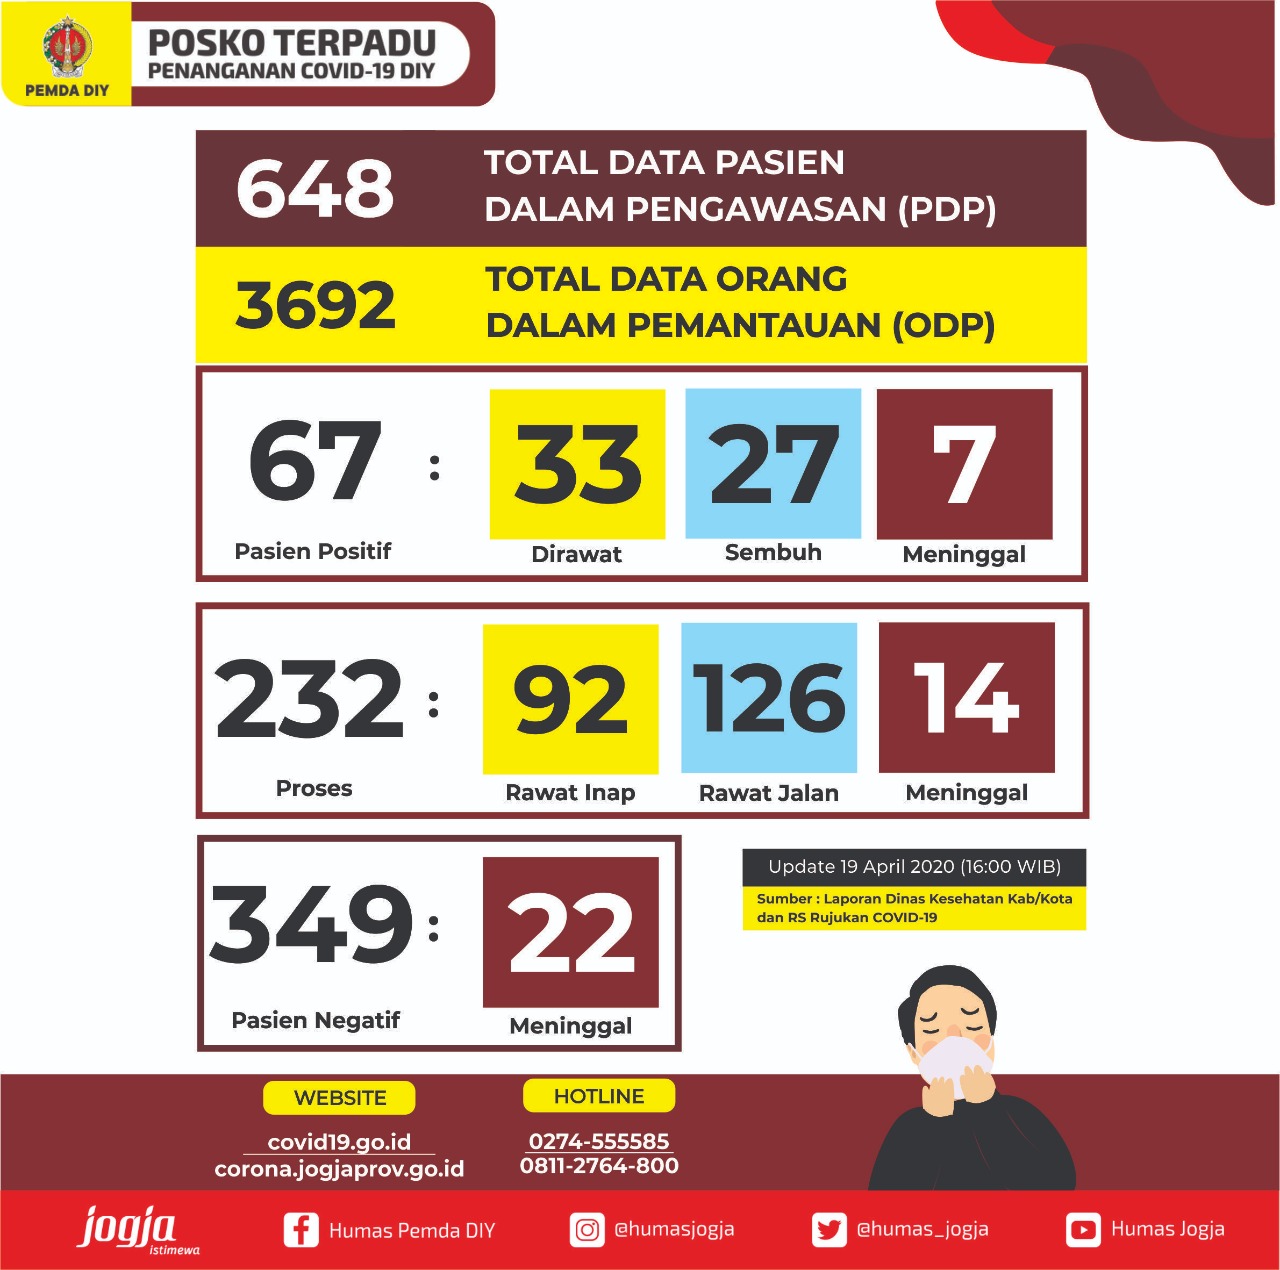 PEMDA DIY
POSKO TERPADU
PENANGANAN COVID-19 DIY
648
TOTAL DATA PASIEN
DALAM PENGAWASAN (PDP)
3692
TOTAL DATA ORANG
DALAM PEMANTAUAN (ODP)
67 : 33 27 7
Pasien Positif Dirawat Sembuh Meninggal
232 : 92 126 14
Proses Rawat Inap Rawat Jalan Meninggal
349 : 22
Pasien Negatif Meninggal
Update 19 April 2020 (16:00 WIB)
Sumber : Laporan Dinas Kesehatan Kab/Kota
dan RS Rujukan COVID-19
WEBSITE
covid19.go.id
corona.jogjaprov.go.id
HOTLINE
0274-555585
0811-2764-800
jogja
istimewa
Humas Pemda DIY
@humasjogja
@humas_jogja
Humas Jogja